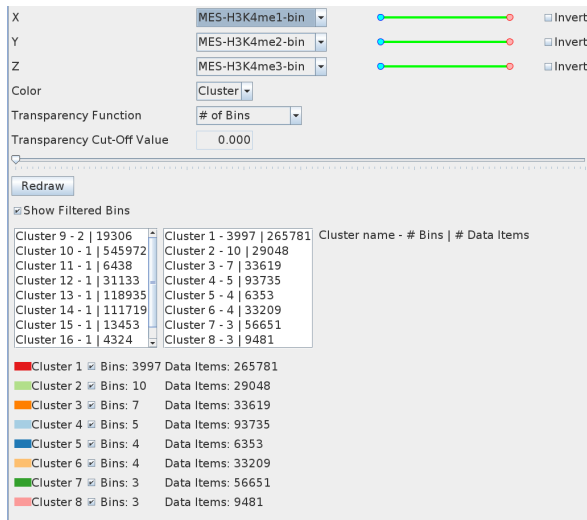 X MES-H3K4me1-bin Invert
Y MES-H3K4me2-bin Invert
Z MES-H3K4me3-bin Invert
Color Cluster
Transparency Function # of Bins
Transparency Cut-Off Value 0.000
Redraw
Show Filtered Bins
Cluster 9 - 2 | 19306 Cluster 1 - 3997 | 265781 Cluster name - # Bins | # Data Items
Cluster 10 - 1 | 545972 Cluster 2 - 10 | 29048
Cluster 11 - 1 | 6438 Cluster 3 - 7 | 33619
Cluster 12 - 1 | 31133 Cluster 4 - 5 | 93735
Cluster 13 - 1 | 118935 Cluster 5 - 4 | 6353
Cluster 14 - 1 | 111719 Cluster 6 - 4 | 33209
Cluster 15 - 1 | 13453 Cluster 7 - 3 | 56651
Cluster 16 - 1 | 4324 Cluster 8 - 3 | 9481
Cluster 1 Bins: 3997 Data Items: 265781
Cluster 2 Bins: 10 Data Items: 29048
Cluster 3 Bins: 7 Data Items: 33619
Cluster 4 Bins: 5 Data Items: 93735
Cluster 5 Bins: 4 Data Items: 6353
Cluster 6 Bins: 4 Data Items: 33209
Cluster 7 Bins: 3 Data Items: 56651
Cluster 8 Bins: 3 Data Items: 9481